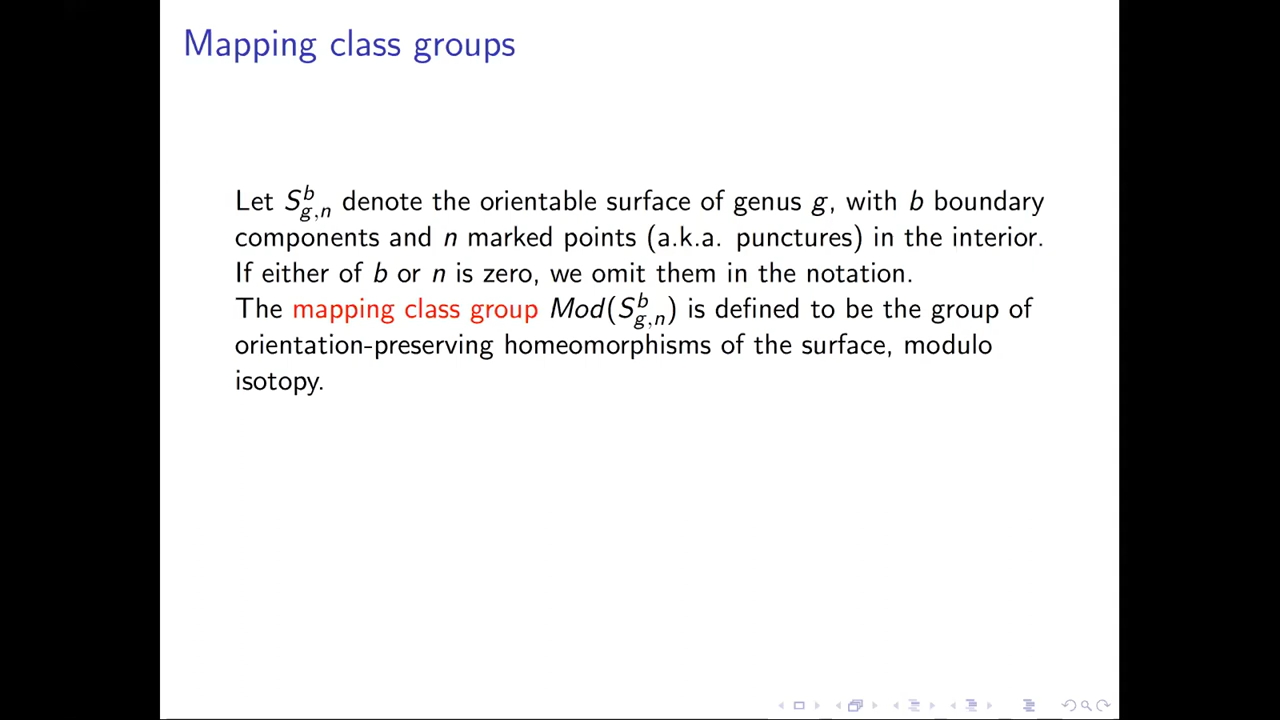 Mapping class groups
Let $S^b_{g,n}$ denote the orientable surface of genus $g$, with $b$ boundary
components and $n$ marked points (a.k.a. punctures) in the interior.
If either of $b$ or $n$ is zero, we omit them in the notation.
The mapping class group $Mod(S^b_{g,n})$ is defined to be the group of
orientation-preserving homeomorphisms of the surface, modulo
isotopy.